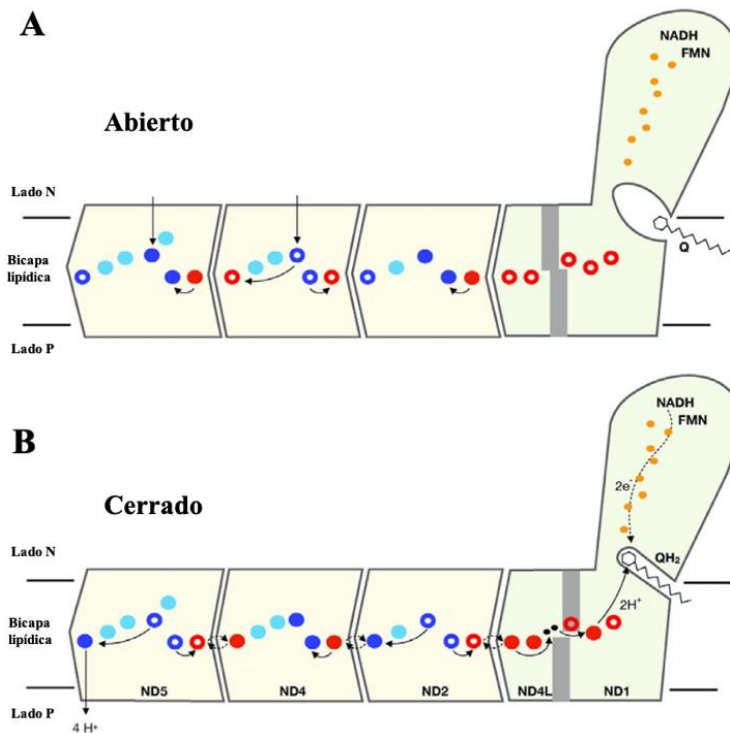 A
NADH
FMN
Abierto
Lado N
Bicapa
lipídica
Q
Lado P
B
NADH
FMN
Cerrado
2e⁻
Lado N
QH₂
Bicapa
lipídica
2H⁺
ND5 ND4 ND2 ND4L ND1
Lado P
4 H⁺